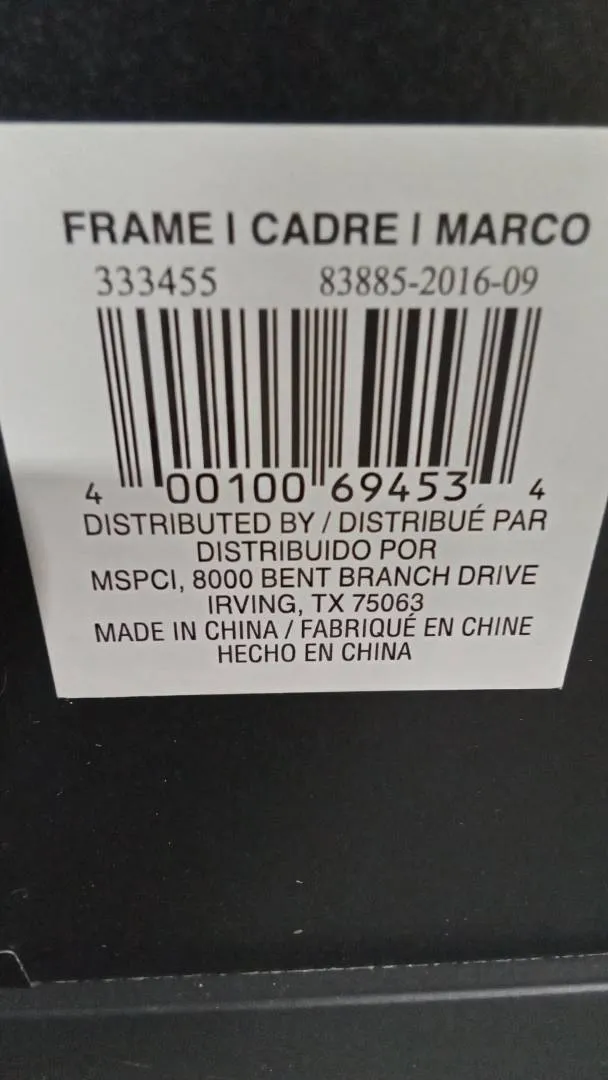 FRAME | CADRE | MARCO
333455 83885-2016-09
4 00100 69453 4
DISTRIBUTED BY / DISTRIBUÉ PAR
DISTRIBUIDO POR
MSPCI, 8000 BENT BRANCH DRIVE
IRVING, TX 75063
MADE IN CHINA / FABRIQUÉ EN CHINE
HECHO EN CHINA